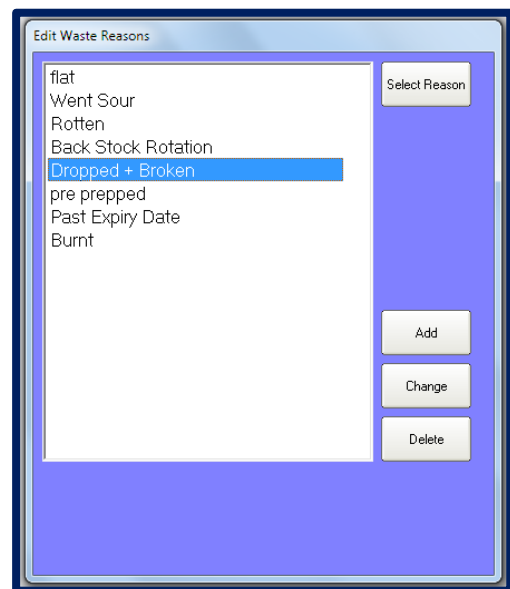 Edit Waste Reasons
flat
Went Sour
Rotten
Back Stock Rotation
Dropped + Broken
pre prepped
Past Expiry Date
Burnt
Select Reason
Add
Change
Delete